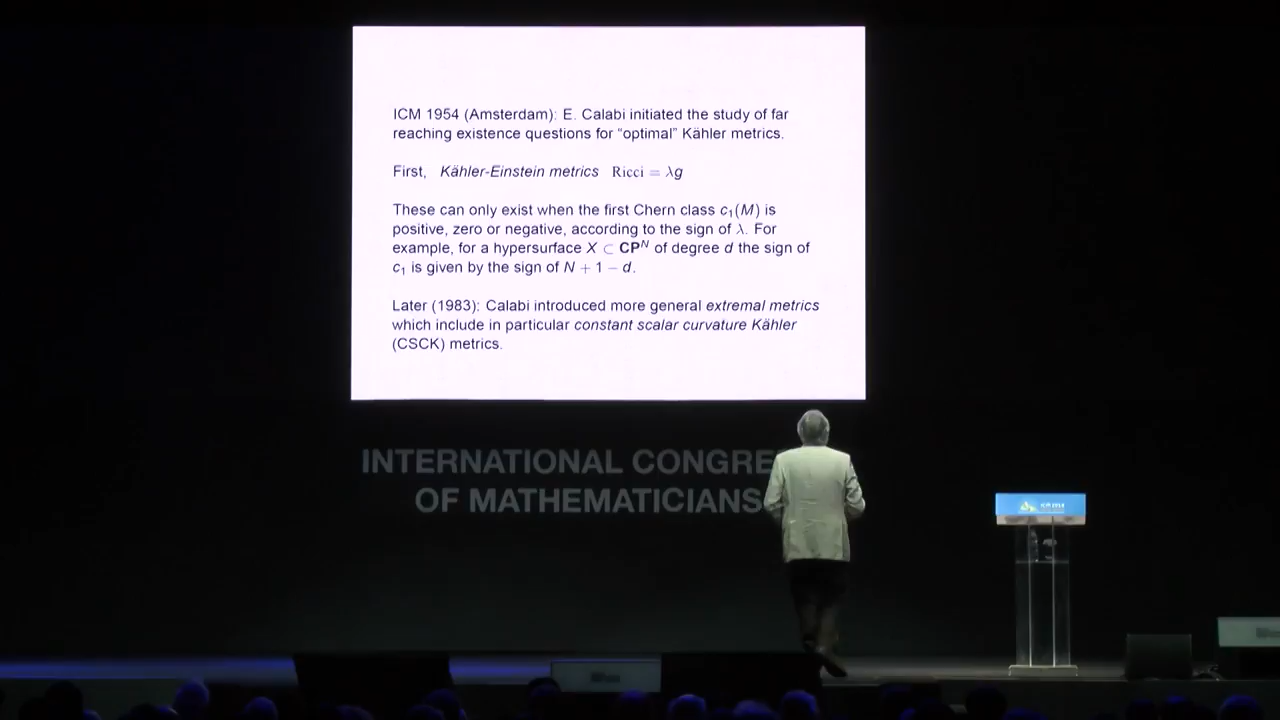 ICM 1954 (Amsterdam): E. Calabi initiated the study of far
reaching existence questions for “optimal” Kähler metrics.
First, Kähler-Einstein metrics Ricci = λg
These can only exist when the first Chern class c₁(M) is
positive, zero or negative, according to the sign of λ. For
example, for a hypersurface X ⊂ CPᴺ of degree d the sign of
c₁ is given by the sign of N + 1 − d.
Later (1983): Calabi introduced more general extremal metrics
which include in particular constant scalar curvature Kähler
(CSCK) metrics.
INTERNATIONAL CONGRE
OF MATHEMATICIANS